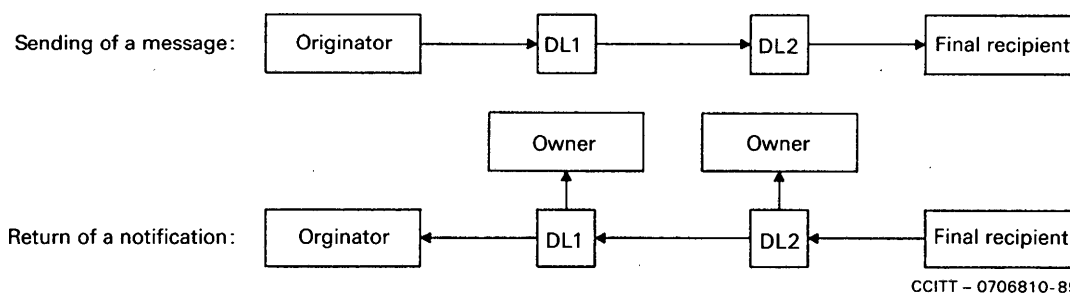 Sending of a message: Originator DL1 DL2 Final recipient
Owner Owner
Return of a notification: Orginator DL1 DL2 Final recipient
CCITT – 0706810-89